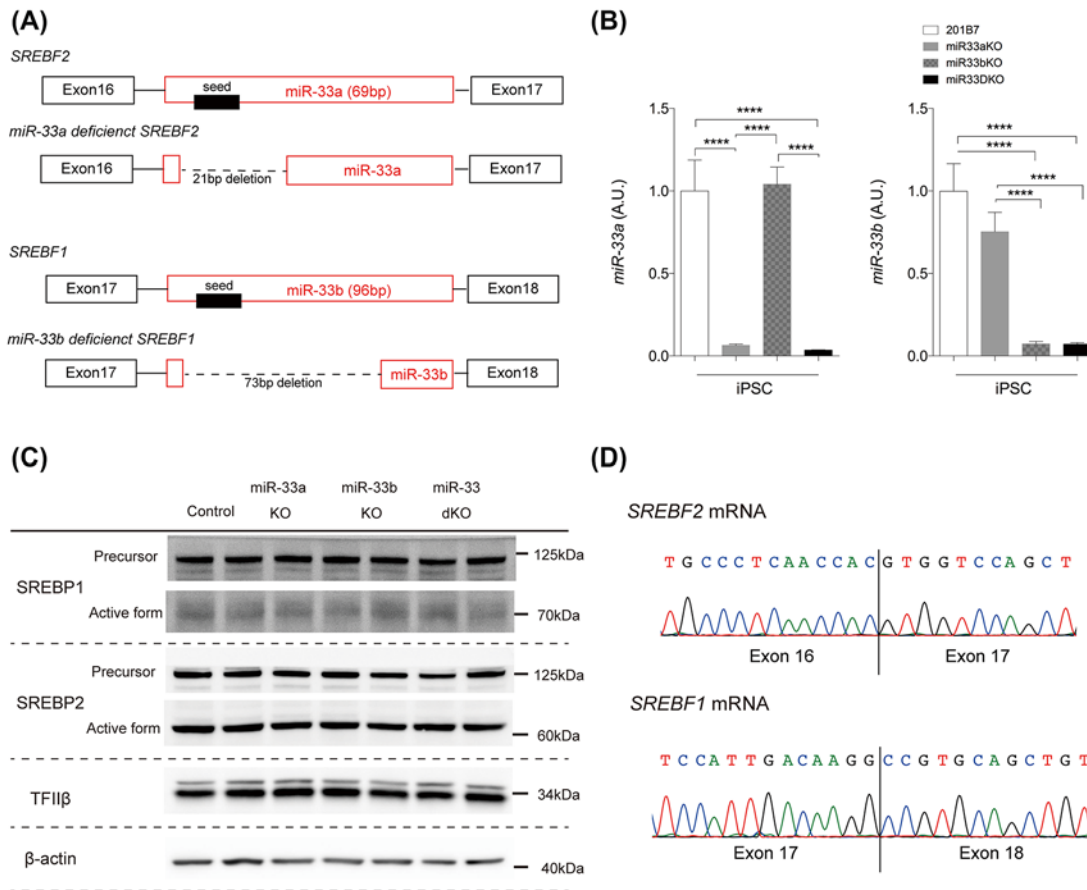 (A)
SREBF2
Exon16
seed
miR-33a (69bp)
Exon17
miR-33a deficienct SREBF2
Exon16
21bp deletion
miR-33a
Exon17
SREBF1
Exon17
seed
miR-33b (96bp)
Exon18
miR-33b deficienct SREBF1
Exon17
73bp deletion
miR-33b
Exon18
(B)
201B7
miR33aKO
miR33bKO
miR33DKO
miR-33a (A.U.)
1.5
1.0
0.5
0.0
****
****
****
****
iPSC
miR-33b (A.U.)
1.5
1.0
0.5
0.0
****
****
****
****
iPSC
(C)
Control
miR-33a KO
miR-33b KO
miR-33 dKO
SREBP1
Precursor
125kDa
Active form
70kDa
SREBP2
Precursor
125kDa
Active form
60kDa
TFIIβ
34kDa
β-actin
40kDa
(D)
SREBF2 mRNA
T G C C C T C A A C C A C G T G G T C C A G C T
Exon 16
Exon 17
SREBF1 mRNA
T C C A T T G A C A A G G C C G T G C A G C T G T
Exon 17
Exon 18